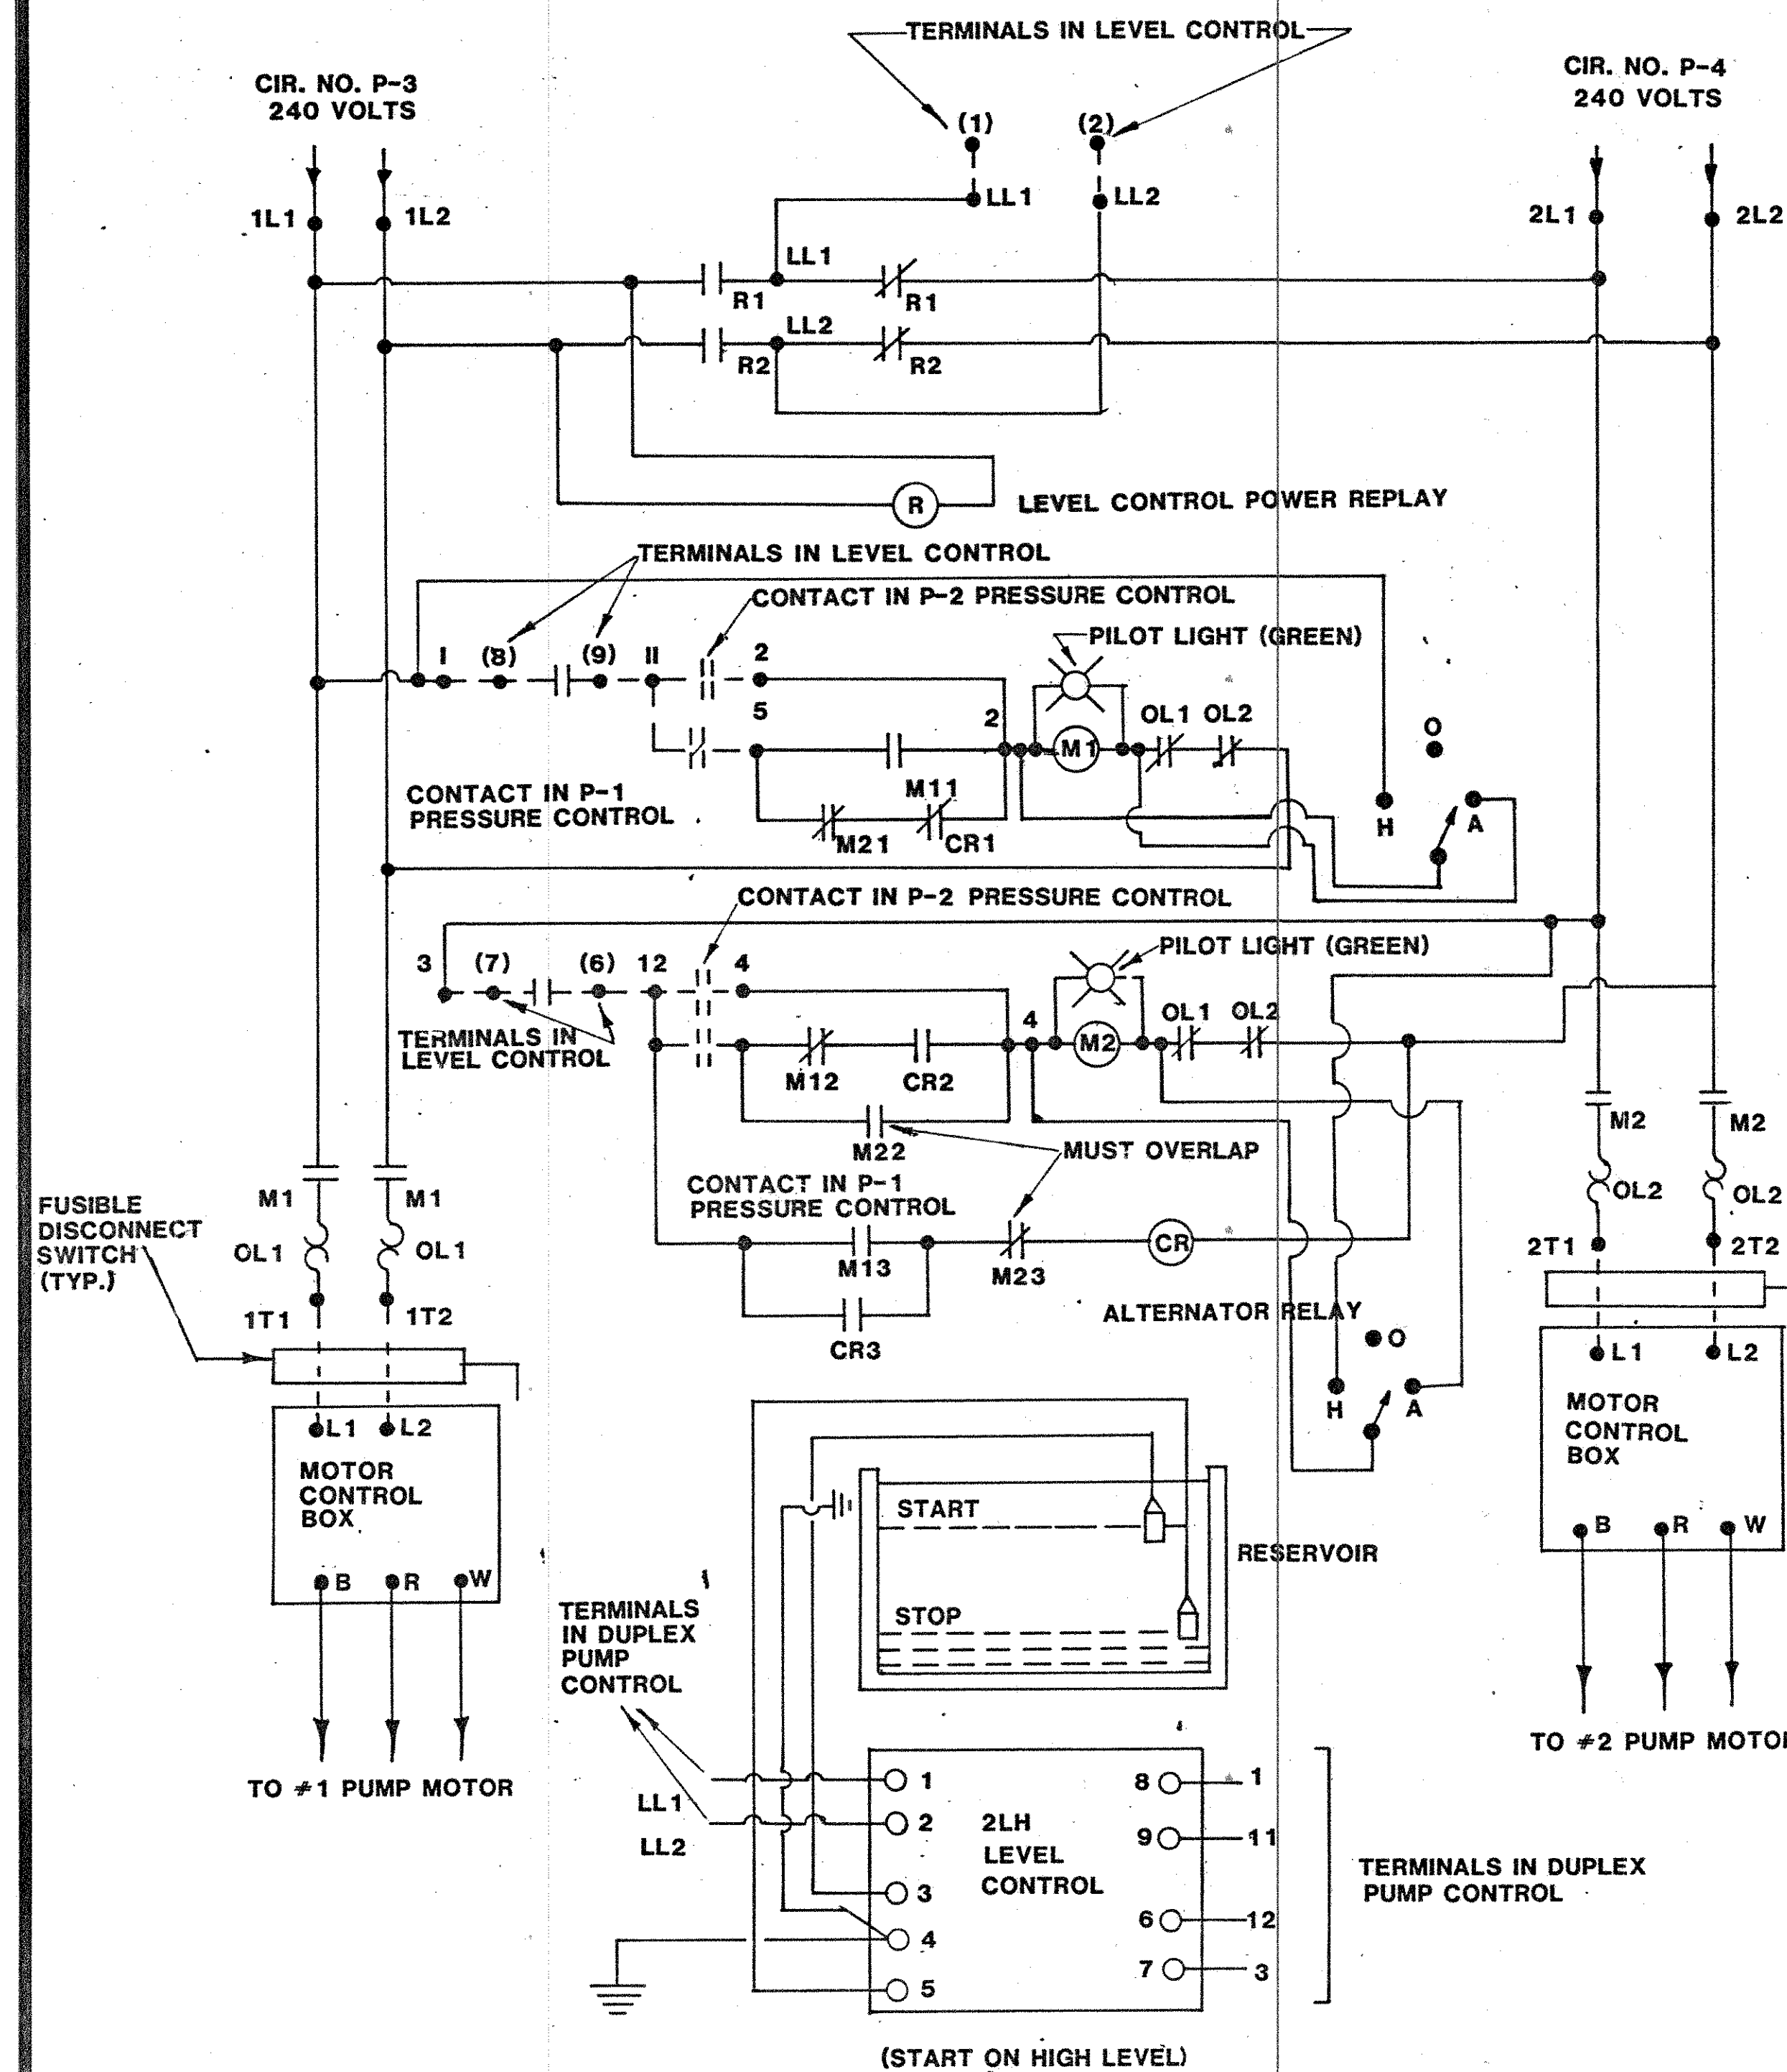 TERMINALS IN LEVEL CONTROL
CIR. NO. P-3
240 VOLTS
CIR. NO. P-4
240 VOLTS
(1)
(2)
1L1
1L2
LL1
LL2
2L1
2L2
LL1
R1
R1
LL2
R2
R2
R
LEVEL CONTROL POWER REPLAY
TERMINALS IN LEVEL CONTROL
CONTACT IN P-2 PRESSURE CONTROL
PILOT LIGHT (GREEN)
I
(8)
(9)
II
2
5
2
M1
OL1
OL2
O
M11
CONTACT IN P-1
PRESSURE CONTROL
M21
CR1
H
A
CONTACT IN P-2 PRESSURE CONTROL
PILOT LIGHT (GREEN)
3
(7)
(6)
12
4
4
M2
OL1
OL2
TERMINALS IN
LEVEL CONTROL
M12
CR2
M22
MUST OVERLAP
M2
M2
CONTACT IN P-1
PRESSURE CONTROL
FUSIBLE
DISCONNECT
SWITCH
(TYP.)
M1
M1
OL1
OL1
OL2
OL2
M13
M23
CR
2T1
2T2
1T1
1T2
CR3
ALTERNATOR RELAY
O
H
A
L1
L2
MOTOR
CONTROL
BOX
L1
L2
MOTOR
CONTROL
BOX
B
R
W
B
R
W
START
STOP
RESERVOIR
TERMINALS
IN DUPLEX
PUMP
CONTROL
TO #1 PUMP MOTOR
TO #2 PUMP MOTOR
LL1
LL2
1
2
3
4
5
2LH
LEVEL
CONTROL
8
9
6
7
1
11
12
3
TERMINALS IN DUPLEX
PUMP CONTROL
(START ON HIGH LEVEL)